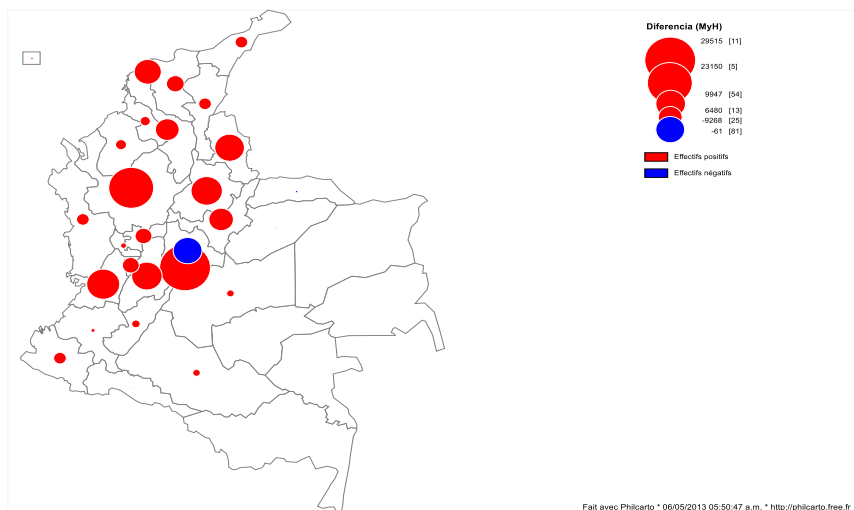 Diferencia (MyH)
29515 [11]
23150 [5]
9947 [54]
6480 [13]
-9268 [25]
-61 [81]
Effectifs positifs
Effectifs négatifs
Fait avec Philcarto * 06/05/2013 05:50:47 a.m. * http://philcarto.free.fr